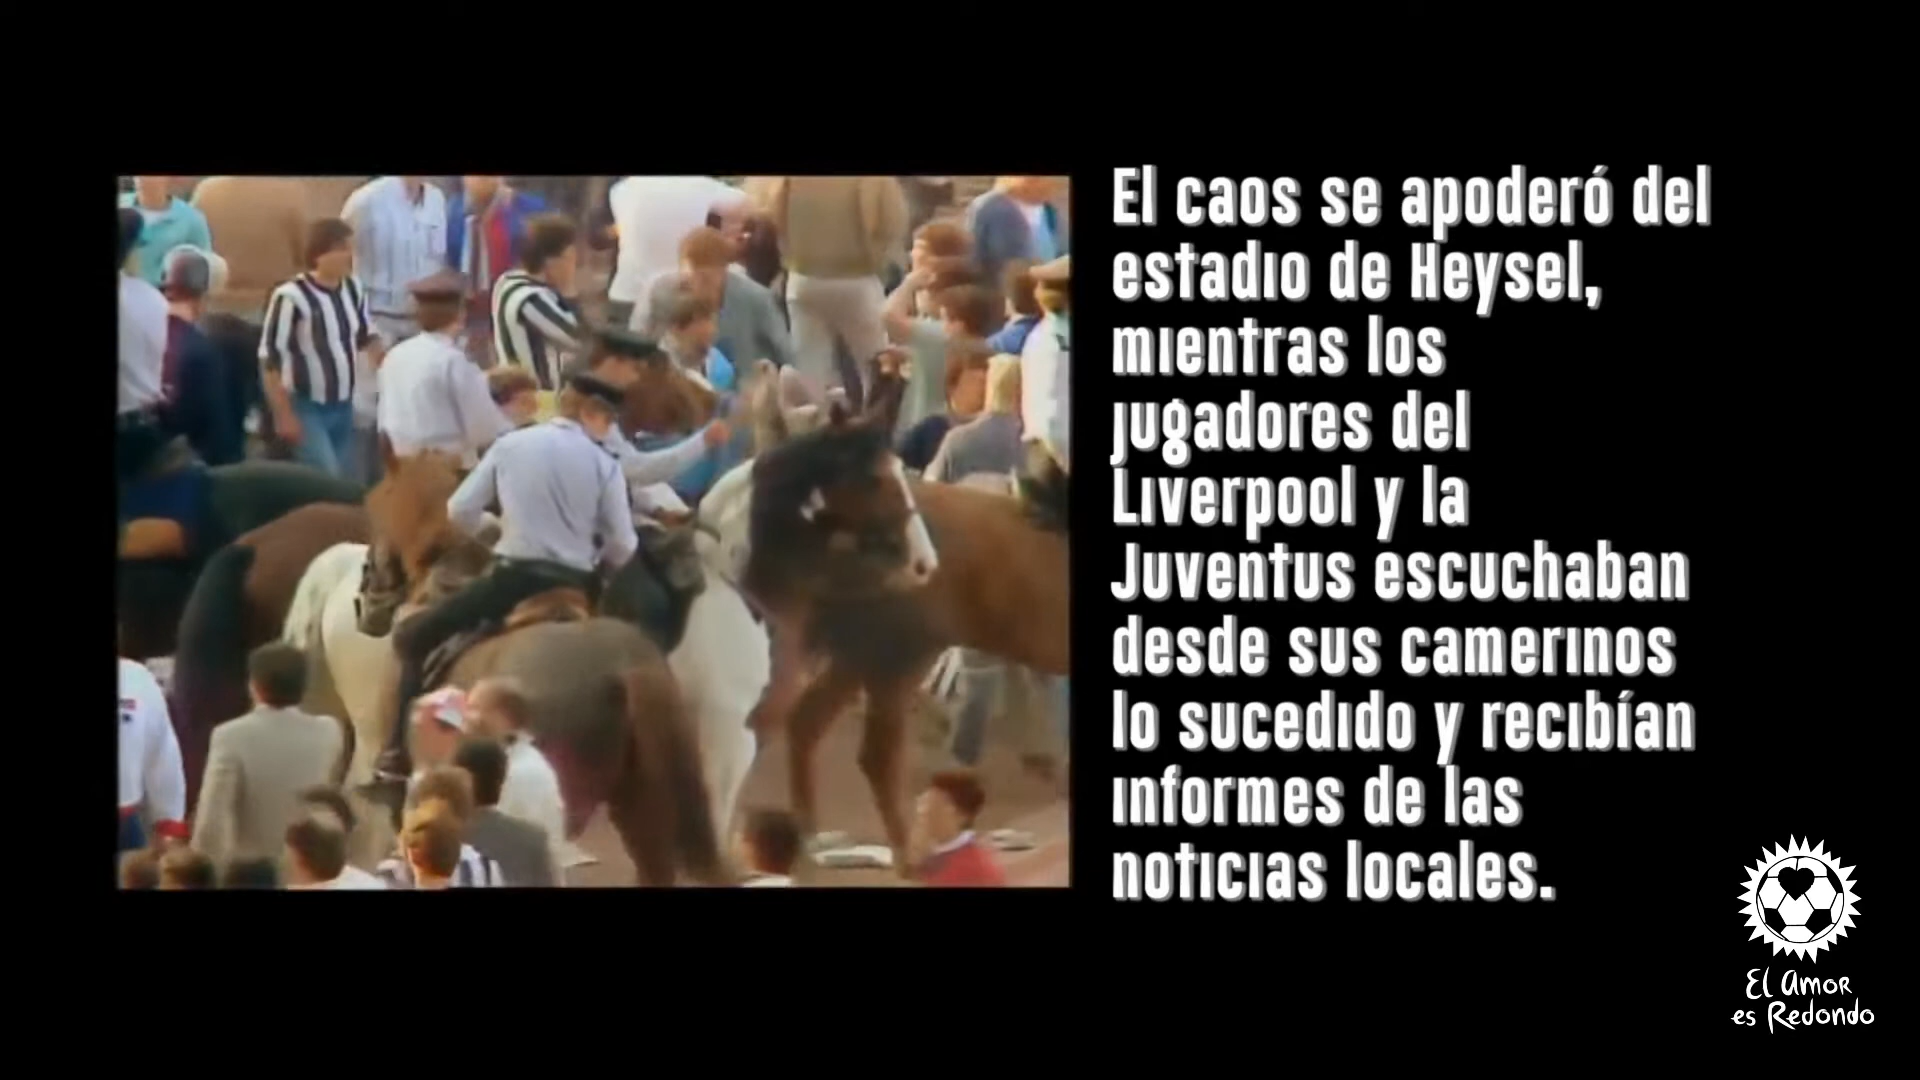 El caos se apoderó del
estadio de Heysel,
mientras los
jugadores del
Liverpool y la
Juventus escuchaban
desde sus camerinos
lo sucedido y recibían
informes de las
noticias locales.
El Amor
es Redondo